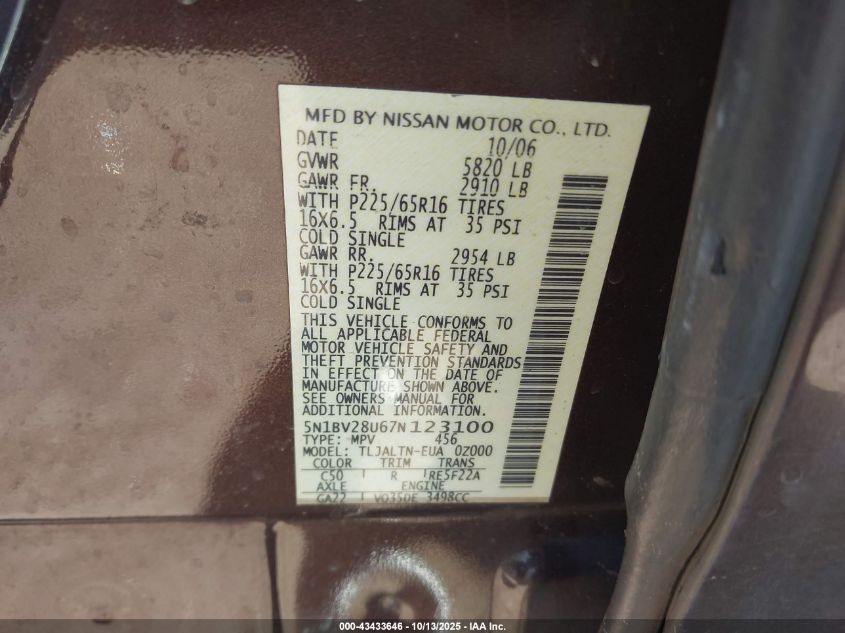 MFD BY NISSAN MOTOR CO., LTD.
DATE 10/06
GVWR 5820 LB
GAWR FR. 2910 LB
WITH P225/65R16 TIRES
16X6.5 RIMS AT 35 PSI
COLD SINGLE
GAWR RR. 2954 LB
WITH P225/65R16 TIRES
16X6.5 RIMS AT 35 PSI
COLD SINGLE
THIS VEHICLE CONFORMS TO
ALL APPLICABLE FEDERAL
MOTOR VEHICLE SAFETY AND
THEFT PREVENTION STANDARDS
IN EFFECT ON THE DATE OF
MANUFACTURE SHOWN ABOVE.
SEE OWNERS MANUAL FOR
ADDITIONAL INFORMATION.
5N1BV28U67N123100
TYPE: MPV 456
MODEL: TLJALTN-EUA 0Z000
COLOR TRIM TRANS
C50 R RE5F22A
AXLE ENGINE
GA22 VQ35DE 3498CC
000-43433646 - 10/13/2025 - IAA Inc.